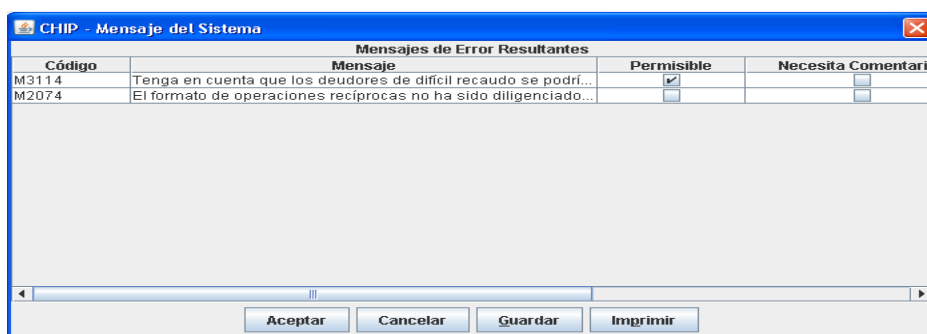 CHIP - Mensaje del Sistema
Mensajes de Error Resultantes
Código Mensaje Permisible Necesita Comentari
M3114 Tenga en cuenta que los deudores de difícil recaudo se podrí...
M2074 El formato de operaciones recíprocas no ha sido diligenciado...
Aceptar Cancelar Guardar Imprimir